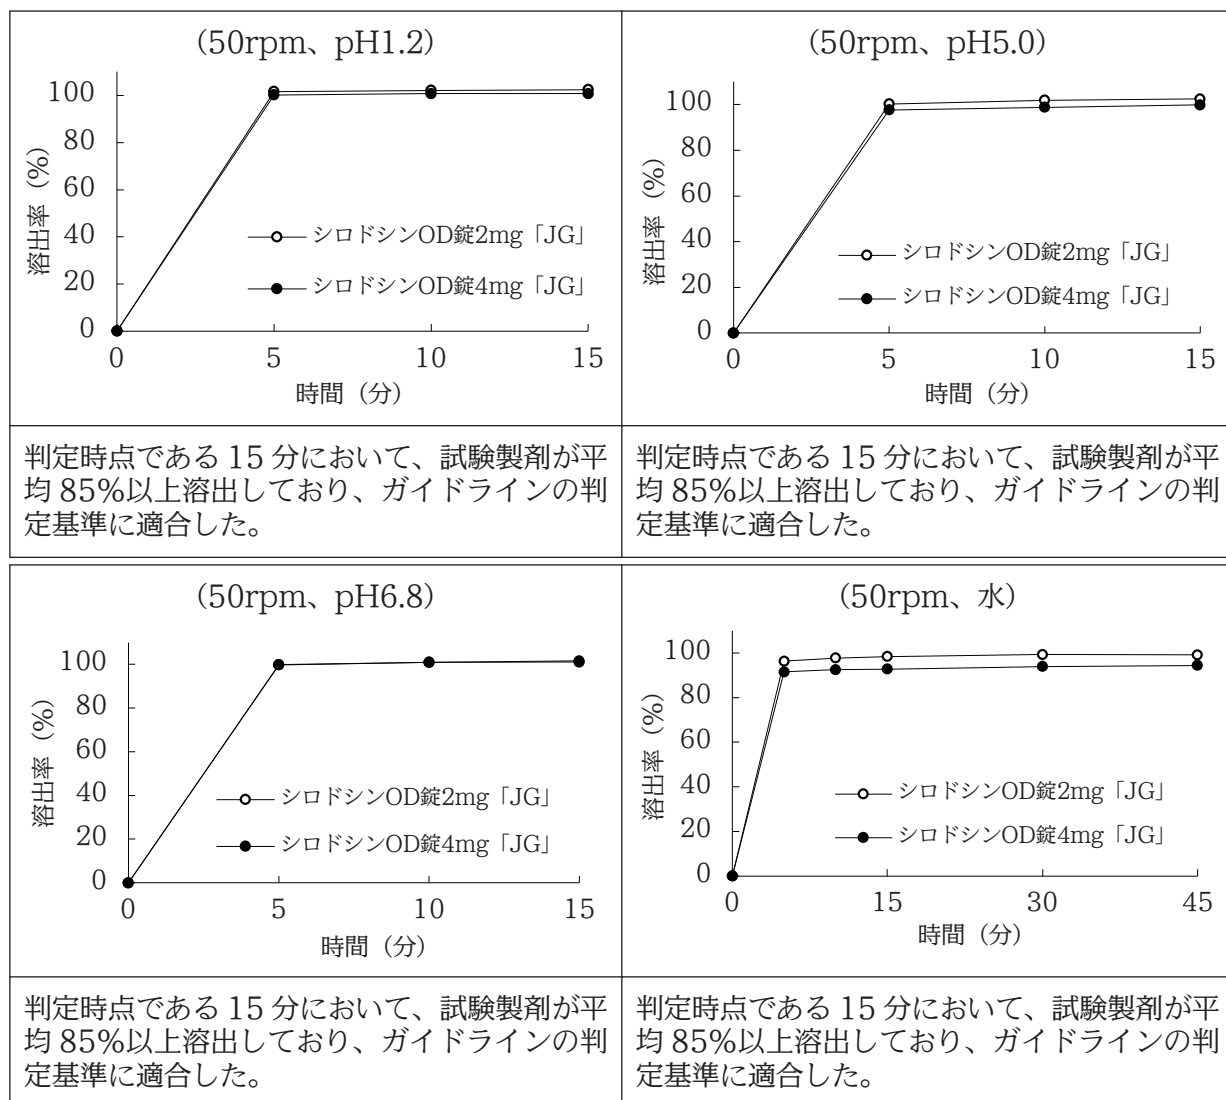 (50rpm、pH1.2)
100
80
60
40
20
0
溶出率 (%)
シロドシンOD錠2mg「JG」
シロドシンOD錠4mg「JG」
0 5 10 15
時間 (分)
(50rpm、pH5.0)
100
80
60
40
20
0
溶出率 (%)
シロドシンOD錠2mg「JG」
シロドシンOD錠4mg「JG」
0 5 10 15
時間 (分)
判定時点である 15 分において、試験製剤が平
均 85%以上溶出しており、ガイドラインの判
定基準に適合した。
判定時点である 15 分において、試験製剤が平
均 85%以上溶出しており、ガイドラインの判
定基準に適合した。
(50rpm、pH6.8)
100
80
60
40
20
0
溶出率 (%)
シロドシンOD錠2mg「JG」
シロドシンOD錠4mg「JG」
0 5 10 15
時間 (分)
(50rpm、水)
100
80
60
40
20
0
溶出率 (%)
シロドシンOD錠2mg「JG」
シロドシンOD錠4mg「JG」
0 15 30 45
時間 (分)
判定時点である 15 分において、試験製剤が平
均 85%以上溶出しており、ガイドラインの判
定基準に適合した。
判定時点である 15 分において、試験製剤が平
均 85%以上溶出しており、ガイドラインの判
定基準に適合した。